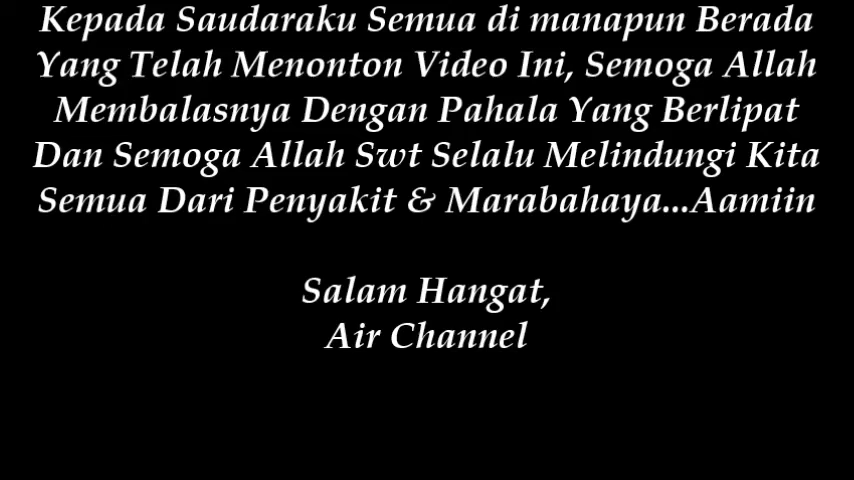 Kepada Saudaraku Semua di manapun Berada
Yang Telah Menonton Video Ini, Semoga Allah
Membalasnya Dengan Pahala Yang Berlipat
Dan Semoga Allah Swt Selalu Melindungi Kita
Semua Dari Penyakit & Marabahaya...Aamiin
Salam Hangat,
Air Channel